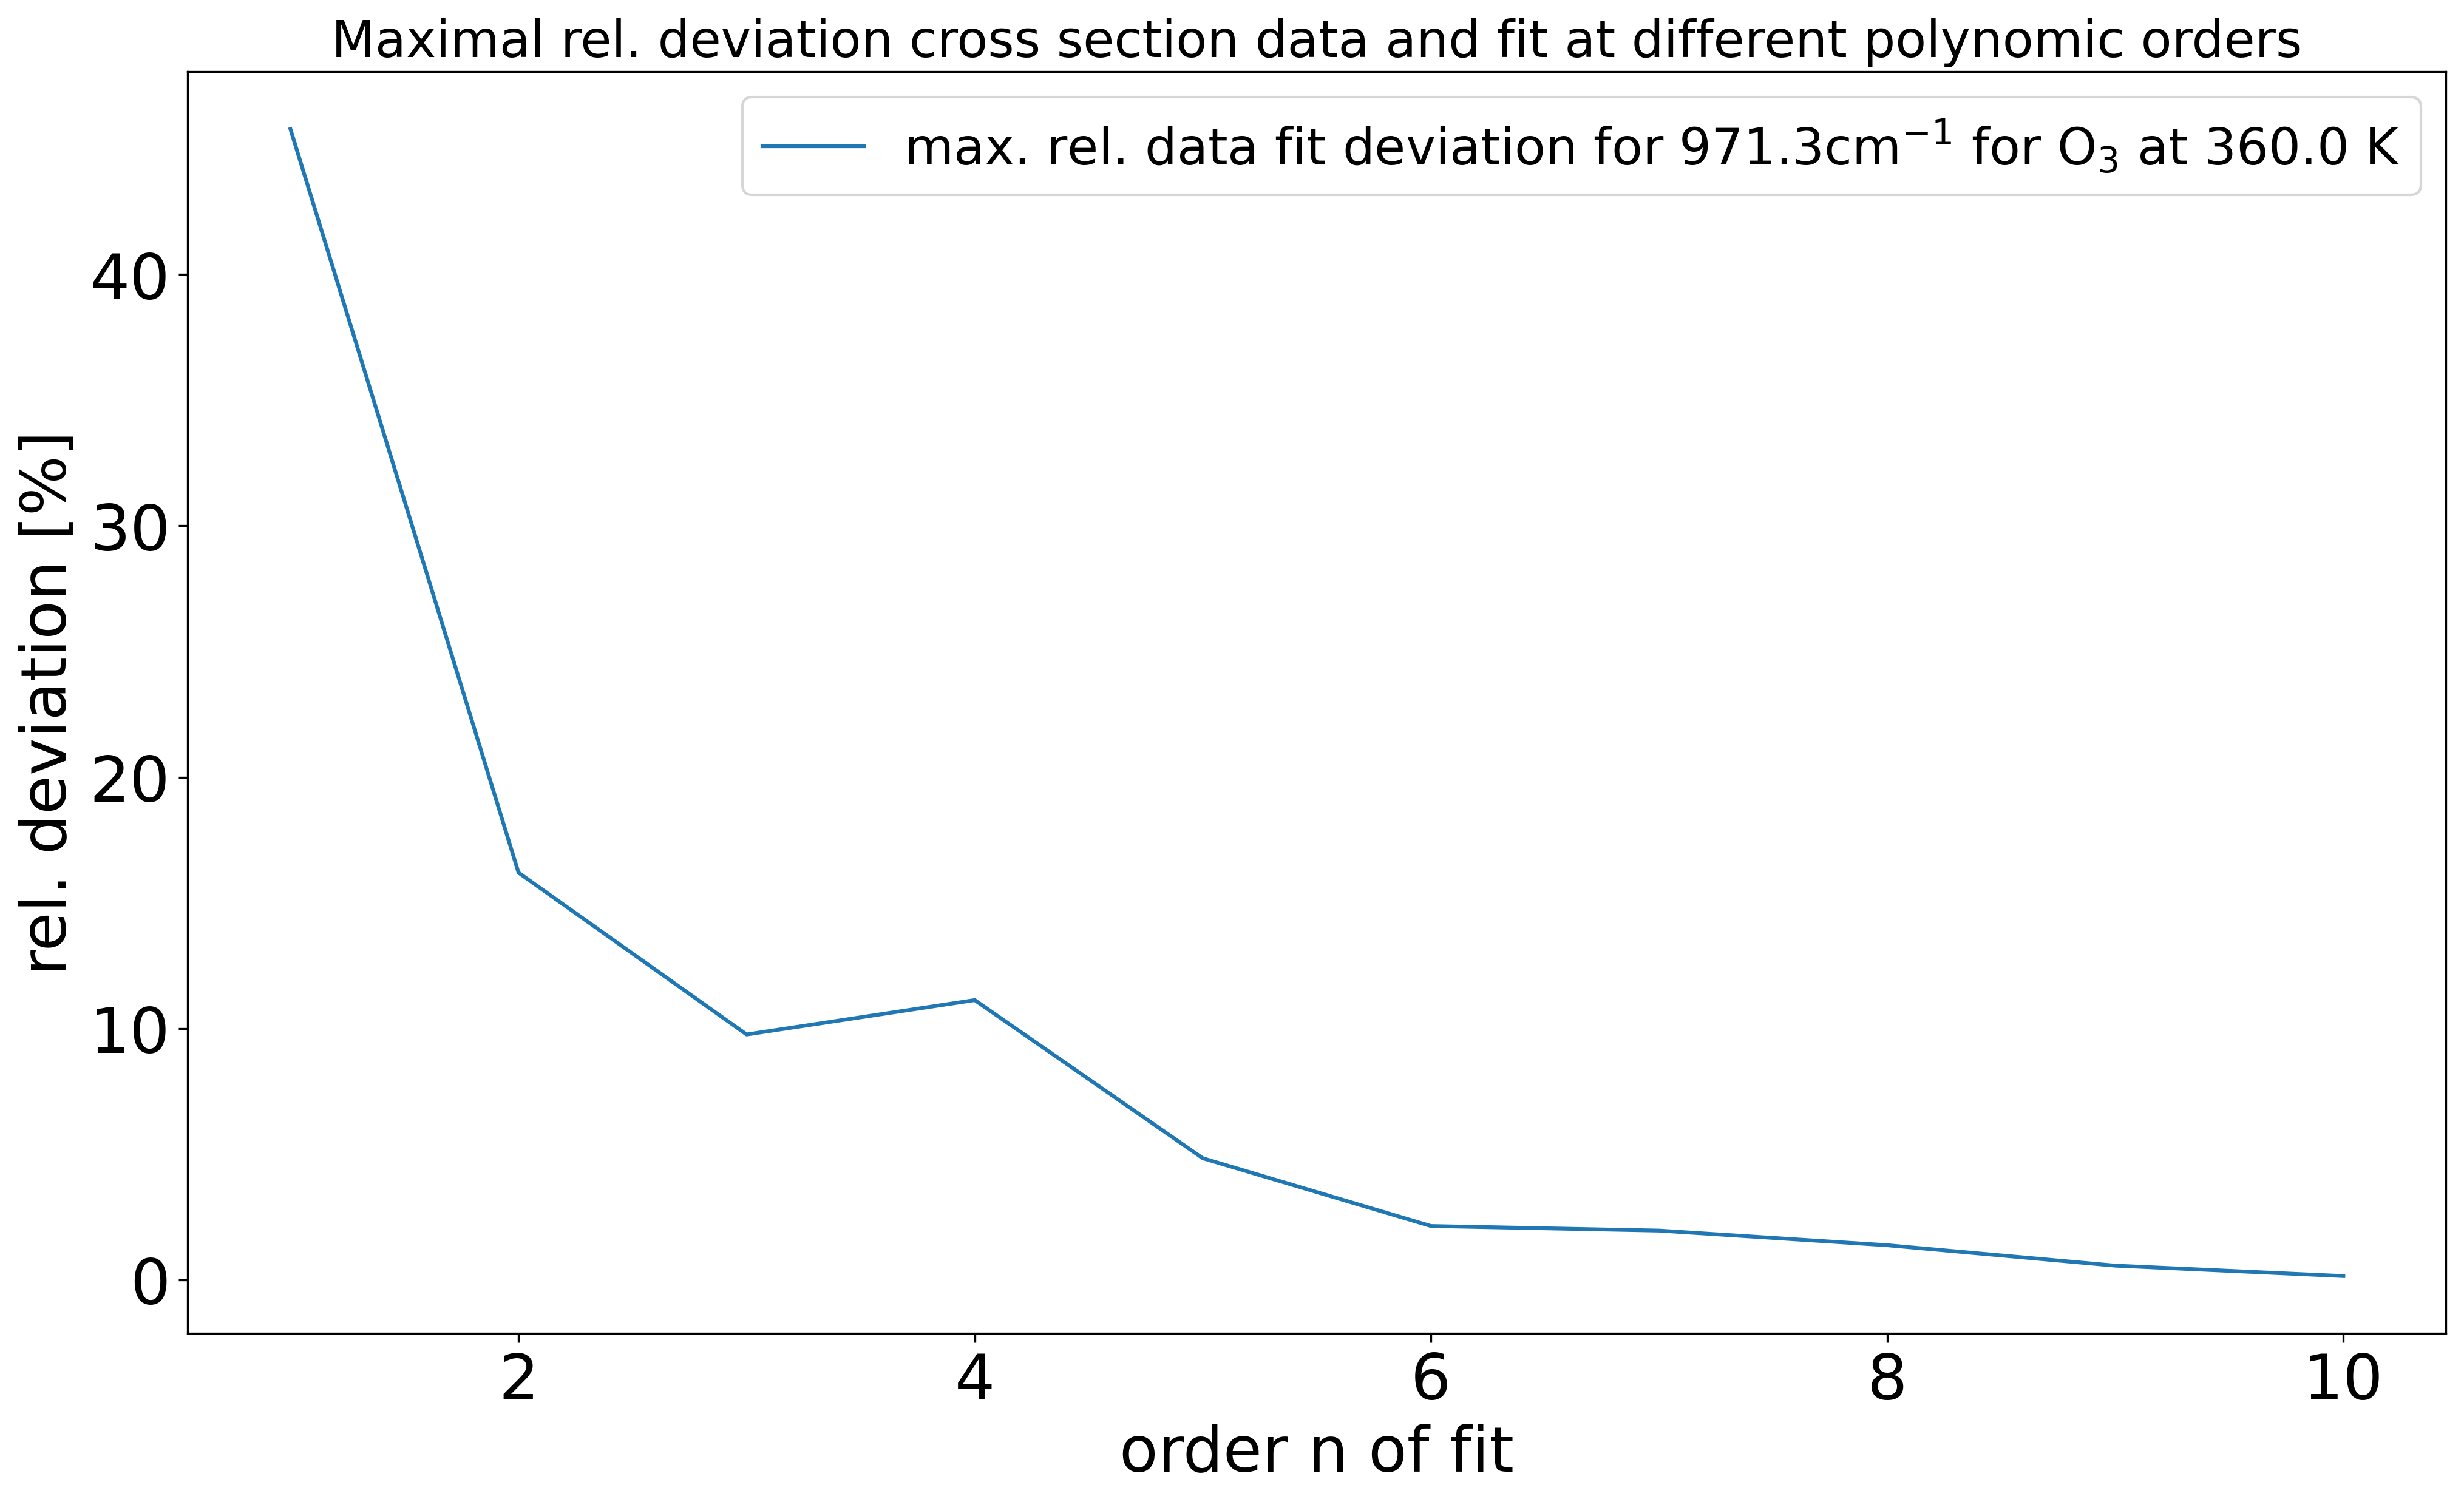 Maximal rel. deviation cross section data and fit at different polynomic orders
max. rel. data fit deviation for 971.3cm⁻¹ for O₃ at 360.0 K
rel. deviation [%]
40
30
20
10
0
2 4 6 8 10
order n of fit